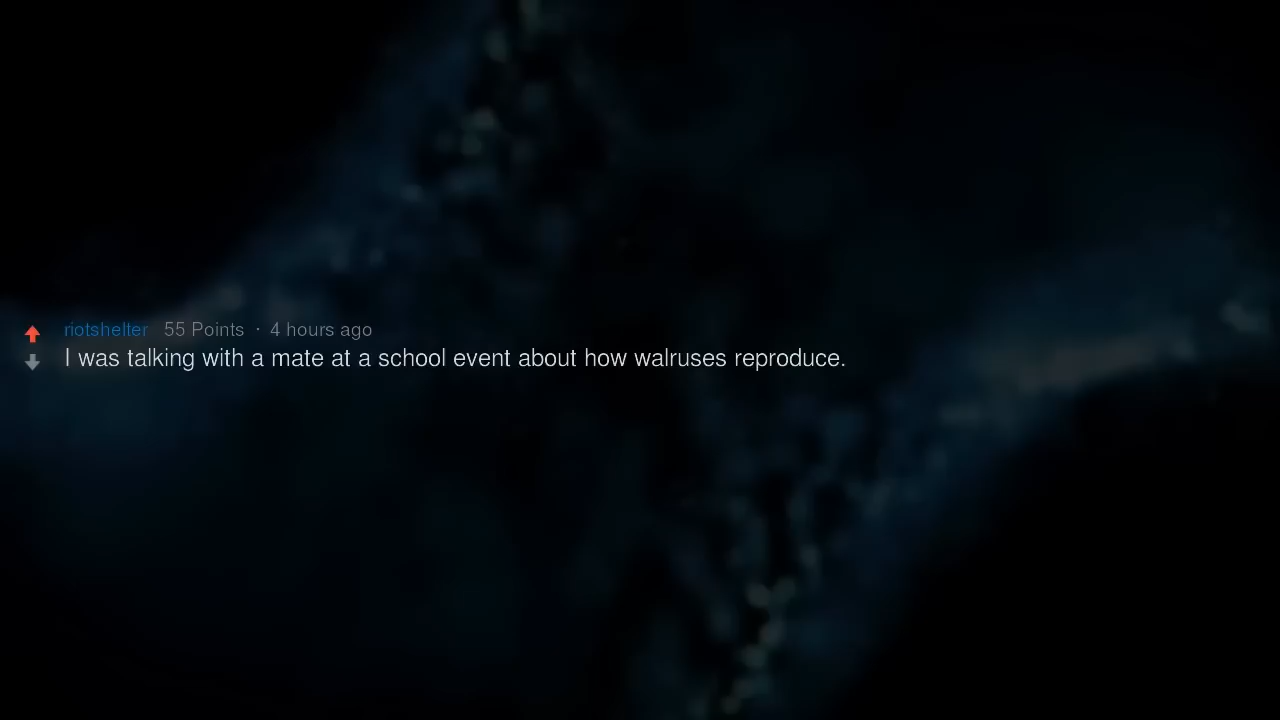 riotshelter 55 Points · 4 hours ago
I was talking with a mate at a school event about how walruses reproduce.